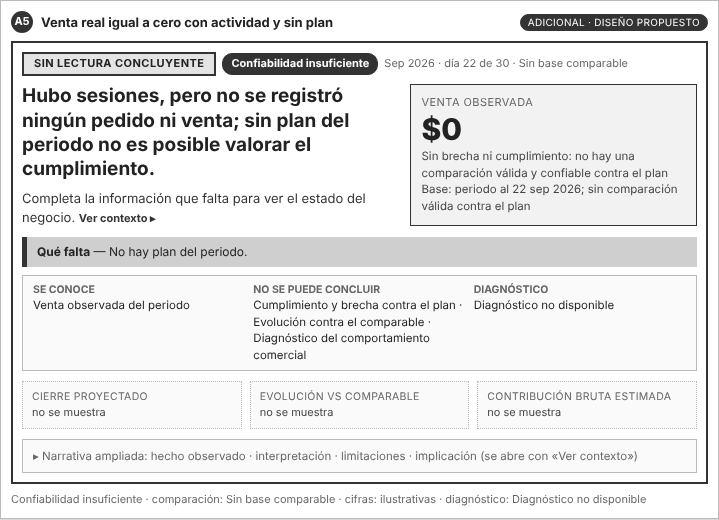 A5 Venta real igual a cero con actividad y sin plan
ADICIONAL · DISEÑO PROPUESTO
SIN LECTURA CONCLUYENTE Confiabilidad insuficiente Sep 2026 · día 22 de 30 · Sin base comparable
Hubo sesiones, pero no se registró
ningún pedido ni venta; sin plan del
periodo no es posible valorar el
cumplimiento.
Completa la información que falta para ver el estado del
negocio. Ver contexto ▸
VENTA OBSERVADA
$0
Sin brecha ni cumplimiento: no hay una
comparación válida y confiable contra el plan
Base: periodo al 22 sep 2026; sin comparación
válida contra el plan
Qué falta — No hay plan del periodo.
SE CONOCE
Venta observada del periodo
NO SE PUEDE CONCLUIR
Cumplimiento y brecha contra el plan ·
Evolución contra el comparable ·
Diagnóstico del comportamiento
comercial
DIAGNÓSTICO
Diagnóstico no disponible
CIERRE PROYECTADO
no se muestra
EVOLUCIÓN VS COMPARABLE
no se muestra
CONTRIBUCIÓN BRUTA ESTIMADA
no se muestra
▸ Narrativa ampliada: hecho observado · interpretación · limitaciones · implicación (se abre con «Ver contexto»)
Confiabilidad insuficiente · comparación: Sin base comparable · cifras: ilustrativas · diagnóstico: Diagnóstico no disponible